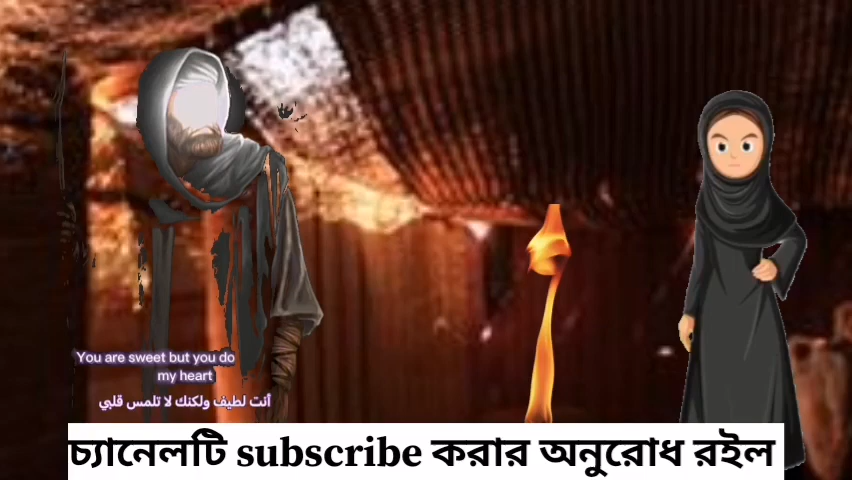 You are sweet but you do
my heart
أنت لطيف ولكنك لا تلمس قلبي
চ্যানেলটি subscribe করার অনুরোধ রইল